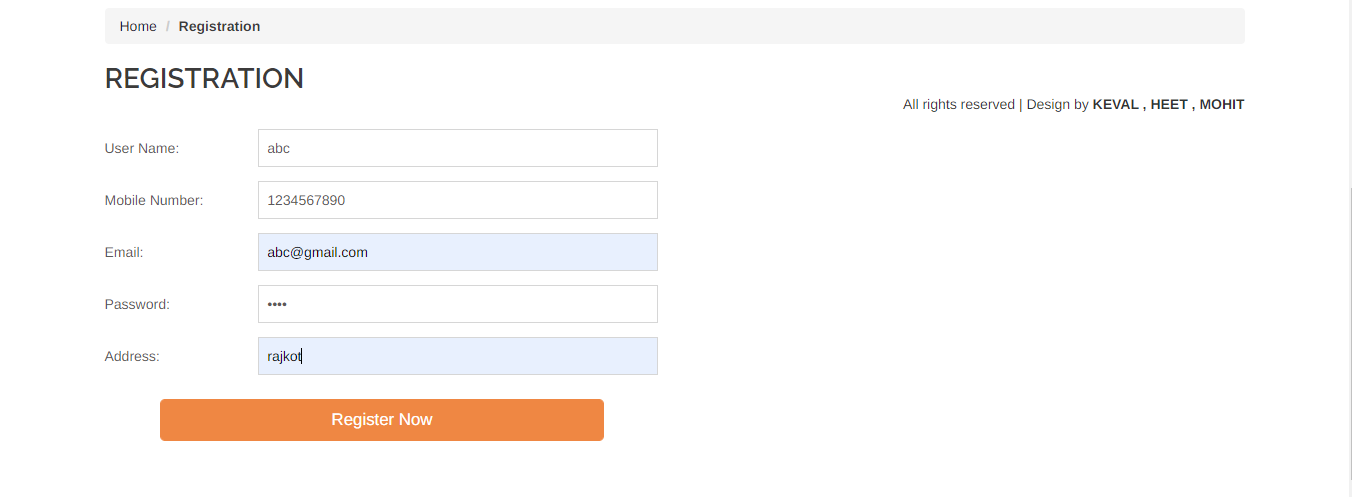 Home / Registration
REGISTRATION
All rights reserved | Design by KEVAL , HEET , MOHIT
User Name: abc
Mobile Number: 1234567890
Email: abc@gmail.com
Password: ••••
Address: rajkot
Register Now